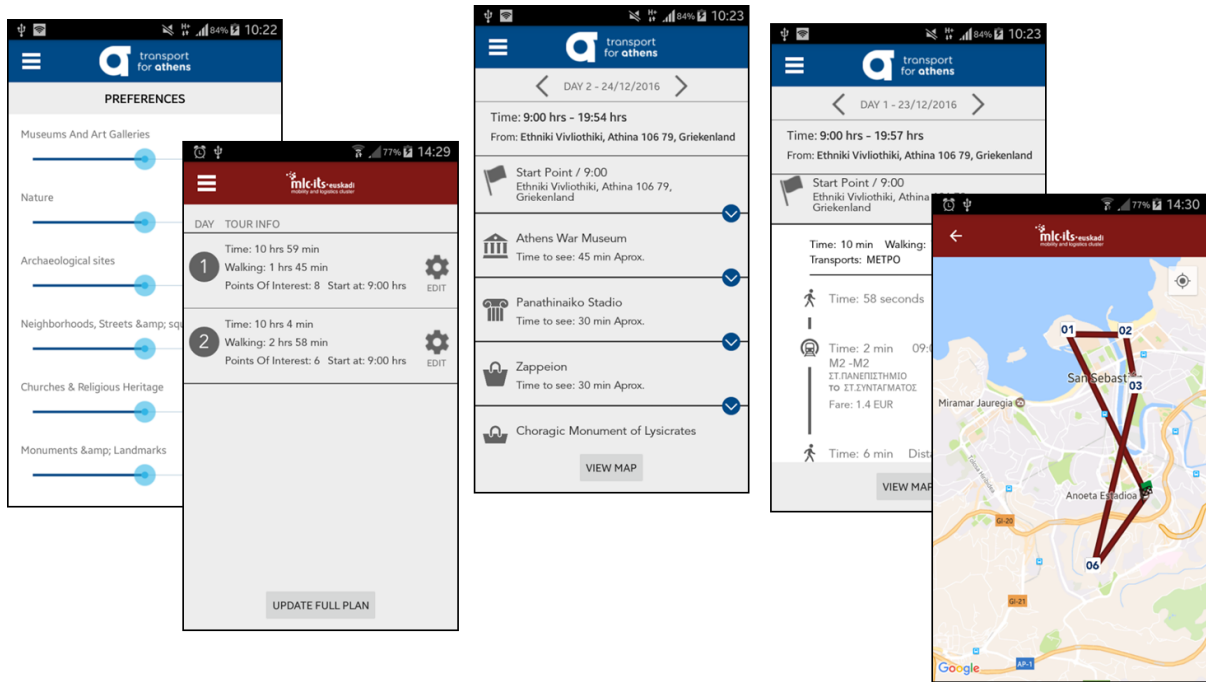 84% 10:22
transport
for athens
PREFERENCES
Museums And Art Galleries
Nature
Archaeological sites
Neighborhoods, Streets &amp; squ
Churches & Religious Heritage
Monuments &amp; Landmarks
77% 14:29
mlc-its-euskadi
mobility and logistics cluster
DAY TOUR INFO
1
Time: 10 hrs 59 min
Walking: 1 hrs 45 min
Points Of Interest: 8 Start at: 9:00 hrs
EDIT
2
Time: 10 hrs 4 min
Walking: 2 hrs 58 min
Points Of Interest: 6 Start at: 9:00 hrs
EDIT
UPDATE FULL PLAN
H+ 84% 10:23
transport
for athens
DAY 2 - 24/12/2016
Time: 9:00 hrs - 19:54 hrs
From: Ethniki Vivliothiki, Athina 106 79, Griekenland
Start Point / 9:00
Ethniki Vivliothiki, Athina 106 79,
Griekenland
Athens War Museum
Time to see: 45 min Aprox.
Panathinaiko Stadio
Time to see: 30 min Aprox.
Zappeion
Time to see: 30 min Aprox.
Choragic Monument of Lysicrates
VIEW MAP
H+ 84% 10:23
transport
for athens
DAY 1 - 23/12/2016
Time: 9:00 hrs - 19:57 hrs
From: Ethniki Vivliothiki, Athina 106 79, Griekenland
Start Point / 9:00
Ethniki Vivliothiki, Athina
Griekenland
Time: 10 min Walking:
Transports: ΜΕΤΡΟ
Time: 58 seconds
Time: 2 min 09:0
M2 -M2
ΣΤ.ΠΑΝΕΠΙΣΤΗΜΙΟ
TO ΣΤ.ΣΥΝΤΑΓΜΑΤΟΣ
Fare: 1.4 EUR
Time: 6 min Dista
VIEW MAP
77% 14:30
mlc-its-euskadi
mobility and logistics cluster
01
02
San Sebast
03
Miramar Jauregia
Anoeta Estadioa
GI-20
06
GI-21
Google
AP-1